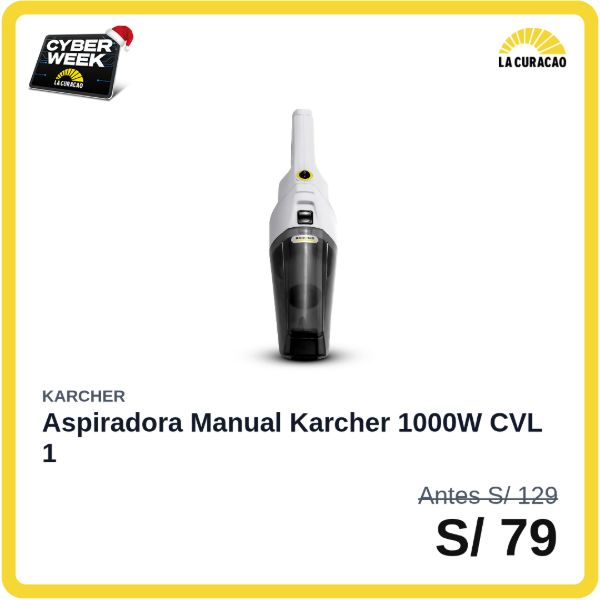 CYBER
WEEK
LA CURACAO
LA CURACAO
KARCHER
Aspiradora Manual Karcher 1000W CVL
1
Antes S/ 129
S/ 79